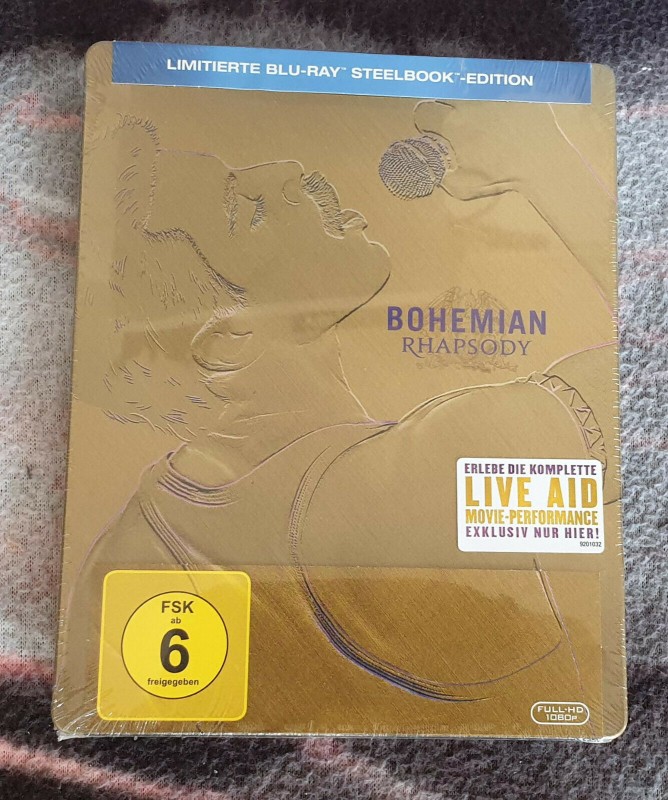 LIMITIERTE BLU-RAY™ STEELBOOK™-EDITION
BOHEMIAN
RHAPSODY
ERLEBE DIE KOMPLETTE
LIVE AID
MOVIE-PERFORMANCE
EXKLUSIV NUR HIER!
9201032
FSK
ab
6
freigegeben
FULL-HD
1080P